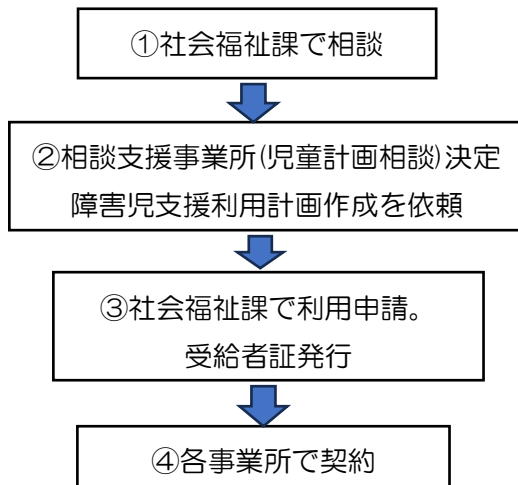 ①社会福祉課で相談
②相談支援事業所(児童計画相談)決定
障害児支援利用計画作成を依頼
③社会福祉課で利用申請。
受給者証発行
④各事業所で契約